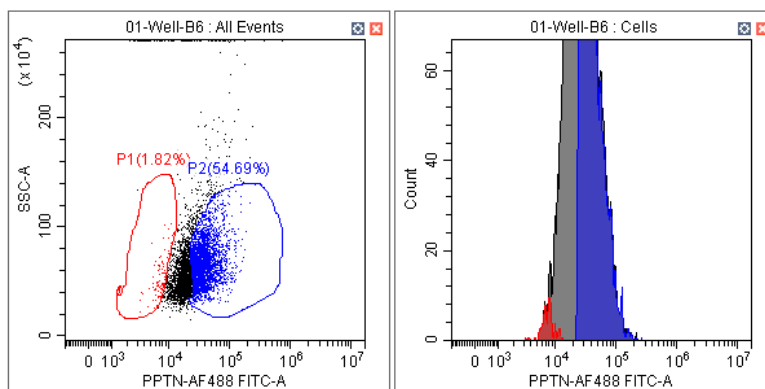 01-Well-B6 : All Events
(x 10⁴)
SSC-A
200
100
0
P1(1.82%)
P2(54.69%)
0 10³ 10⁴ 10⁵ 10⁶ 10⁷
PPTN-AF488 FITC-A
01-Well-B6 : Cells
Count
60
40
20
0
0 10³ 10⁴ 10⁵ 10⁶ 10⁷
PPTN-AF488 FITC-A